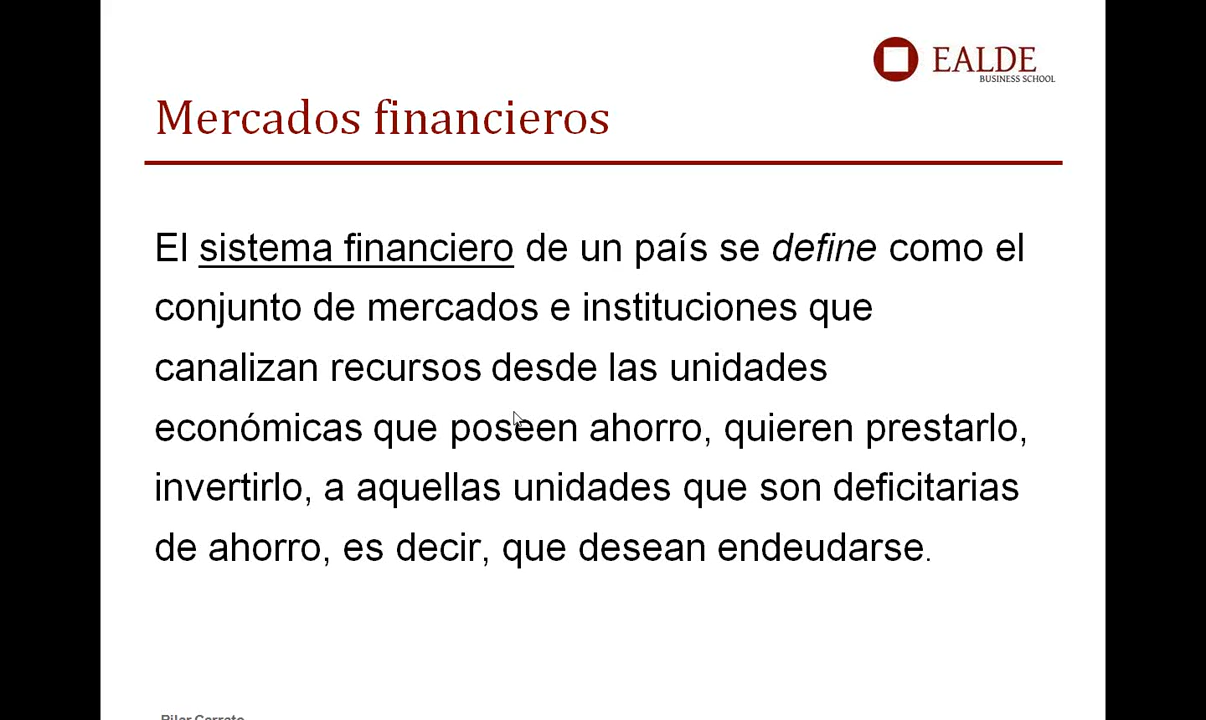 EALDE
BUSINESS SCHOOL
Mercados financieros
El sistema financiero de un país se define como el
conjunto de mercados e instituciones que
canalizan recursos desde las unidades
económicas que poseen ahorro, quieren prestarlo,
invertirlo, a aquellas unidades que son deficitarias
de ahorro, es decir, que desean endeudarse.